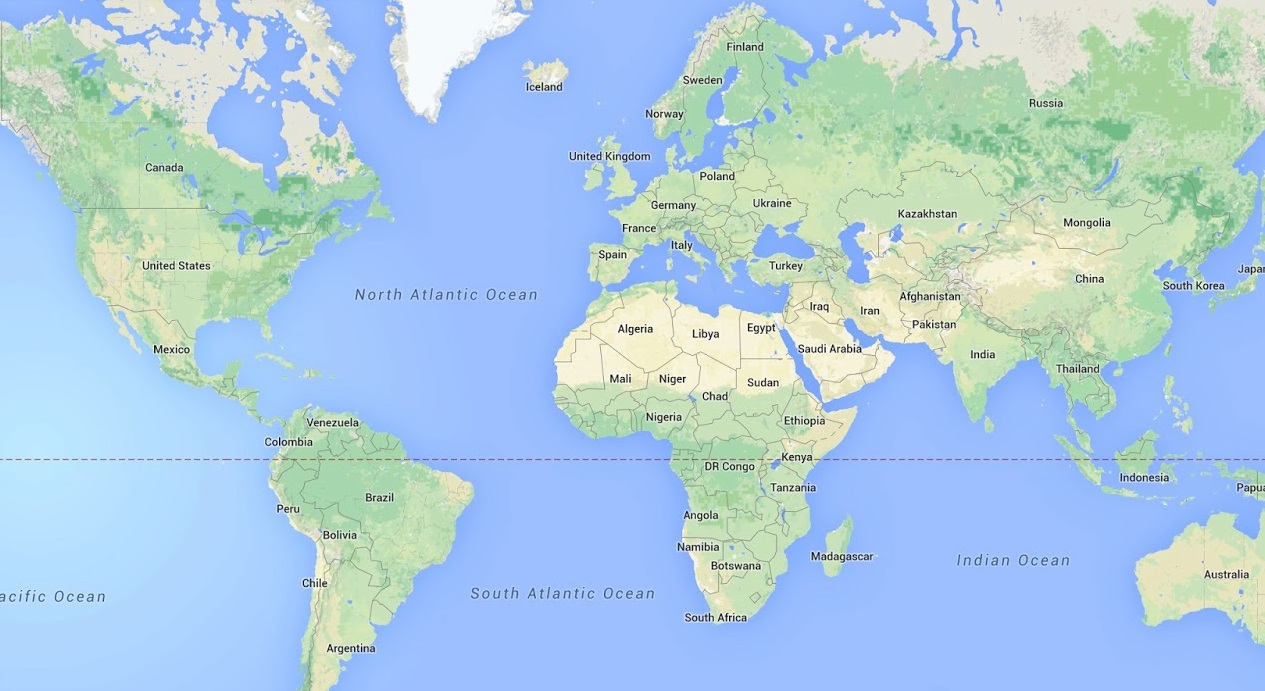 Finland
Sweden
Iceland
Russia
Norway
United Kingdom
Canada
Poland
Ukraine
Germany
Kazakhstan
Mongolia
France
Italy
Spain
United States
Turkey
China
Japa
South Korea
North Atlantic Ocean
Afghanistan
Iraq
Iran
Pakistan
Algeria
Libya
Egypt
Mexico
Saudi Arabia
India
Thailand
Mali
Niger
Sudan
Chad
Nigeria
Ethiopia
Venezuela
Colombia
Kenya
DR Congo
Indonesia
Tanzania
Papua
Brazil
Peru
Angola
Bolivia
Namibia
Madagascar
Indian Ocean
Botswana
Australia
Chile
South Atlantic Ocean
acific Ocean
South Africa
Argentina